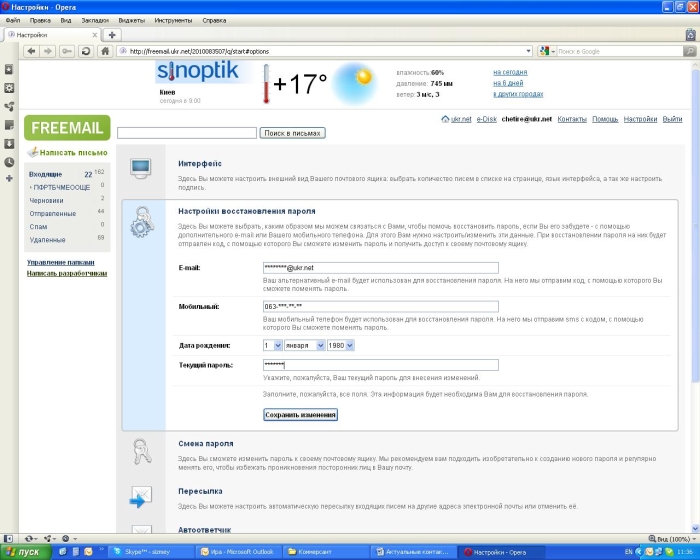 Настройки - Opera
Файл Правка Вид Закладки Виджеты Инструменты Справка
Настройки
http://freemail.ukr.net/2010083507/q/start#options
Поиск в Google
sinoptik
Киев
сегодня в 9:00
+17°
влажность:60%
давление: 745 мм
ветер: 3 м/с, З
на сегодня
на 6 дней
в других городах
FREEMAIL
Написать письмо
Поиск в письмах
ukr.net e-Disk chetire@ukr.net Контакты Помощь Настройки Выйти
Входящие 22 182
ПФРТБЧМЕООЩЕ 0
Черновики 2
Отправленные 44
Спам 0
Удаленные 69
Управление папками
Написать разработчикам
Интерфейс
Здесь Вы можете настроить внешний вид Вашего почтового ящика: выбрать количество писем в списке на странице, язык интерфейса, а так же настроить
подпись.
Настройки восстановления пароля
Здесь Вы можете выбрать, каким образом мы можем связаться с Вами, чтобы помочь восстановить пароль, если Вы его забудете - с помощью
дополнительного e-mail или Вашего мобильного телефона. Для этого Вам нужно настроить/изменить эти данные. При восстановлении пароля на них будет
отправлен код, с помощью которого Вы сможете изменить пароль и получить доступ к своему почтовому ящику.
E-mail: ********@ukr.net
Ваш альтернативный e-mail будет использован для восстановления пароля. На него мы отправим код, с помощью которого Вы
сможете поменять пароль.
Мобильный: 063-***-**-**
Ваш мобильный телефон будет использован для восстановления пароля. На него мы отправим sms с кодом, с помощью
которого Вы сможете поменять пароль.
Дата рождения: 1 января 1980
Текущий пароль: *******
Укажите, пожалуйста, Ваш текущий пароль для внесения изменений.
Заполните, пожалуйста, все поля. Эта информация будет необходима Вам для восстановления пароля.
Сохранить изменения
Смена пароля
Здесь Вы сможете изменить пароль к своему почтовому ящику. Мы рекомендуем вам подходить изобретательно к созданию нового пароля и регулярно
менять его, чтобы избежать проникновения посторонних лиц в Вашу почту.
Пересылка
Здесь Вы можете настроить автоматическую пересылку входящих писем на другие адреса электронной почты или отменить её.
Автоответчик
Вид (100%)
пуск
Skype™ - sizney
Ира - Microsoft Outlook
Коммерсант
Актуальные контак...
Настройки - Opera
EN
11:36